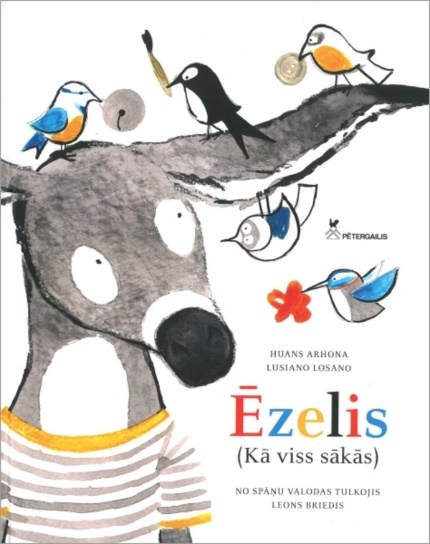 PĒTERGAILIS
HUANS ARHONA
LUSIANO LOSANO
Ēzelis
(Kā viss sākās)
NO SPĀŅU VALODAS TULKOJIS
LEONS BRIEDIS